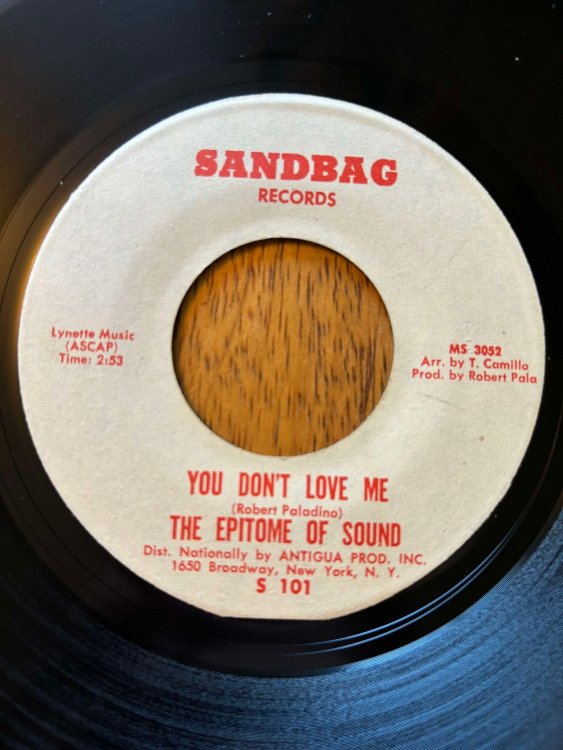 SANDBAG
RECORDS
Lynette Music
(ASCAP)
Time: 2:53
MS 3052
Arr. by T. Camillo
Prod. by Robert Pala
YOU DON'T LOVE ME
(Robert Paladino)
THE EPITOME OF SOUND
Dist. Nationally by ANTIGUA PROD. INC.
1650 Broadway, New York, N. Y.
S 101